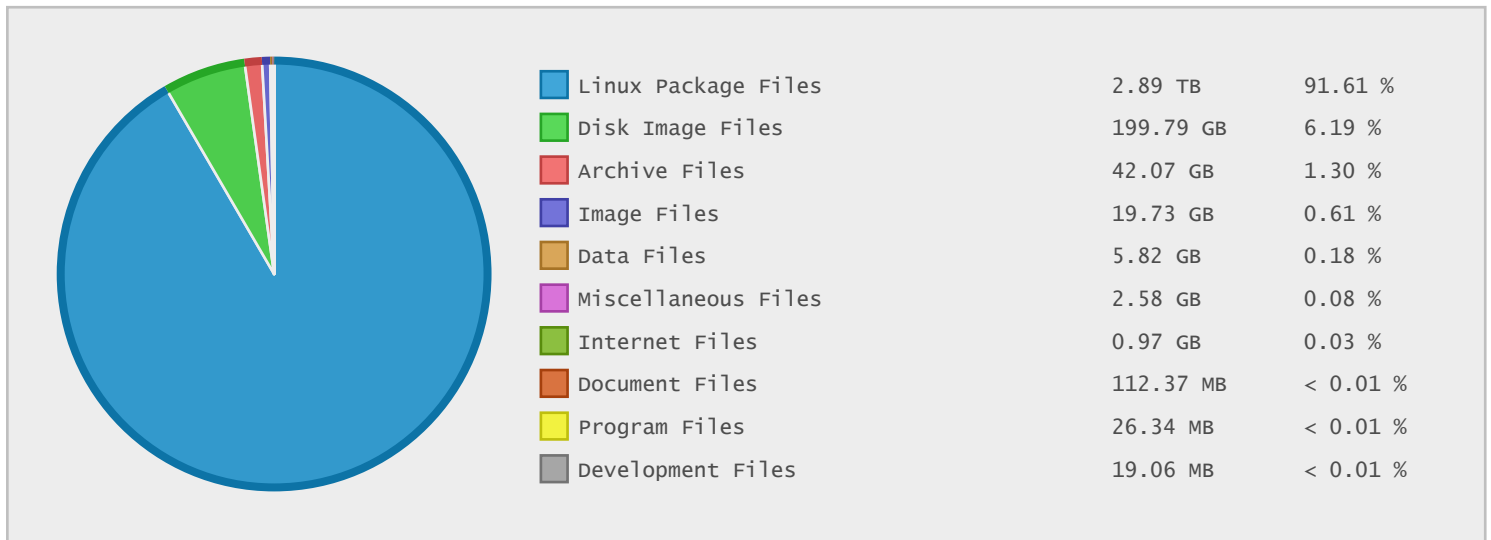 Linux Package Files 2.89 TB 91.61 %
Disk Image Files 199.79 GB 6.19 %
Archive Files 42.07 GB 1.30 %
Image Files 19.73 GB 0.61 %
Data Files 5.82 GB 0.18 %
Miscellaneous Files 2.58 GB 0.08 %
Internet Files 0.97 GB 0.03 %
Document Files 112.37 MB < 0.01 %
Program Files 26.34 MB < 0.01 %
Development Files 19.06 MB < 0.01 %